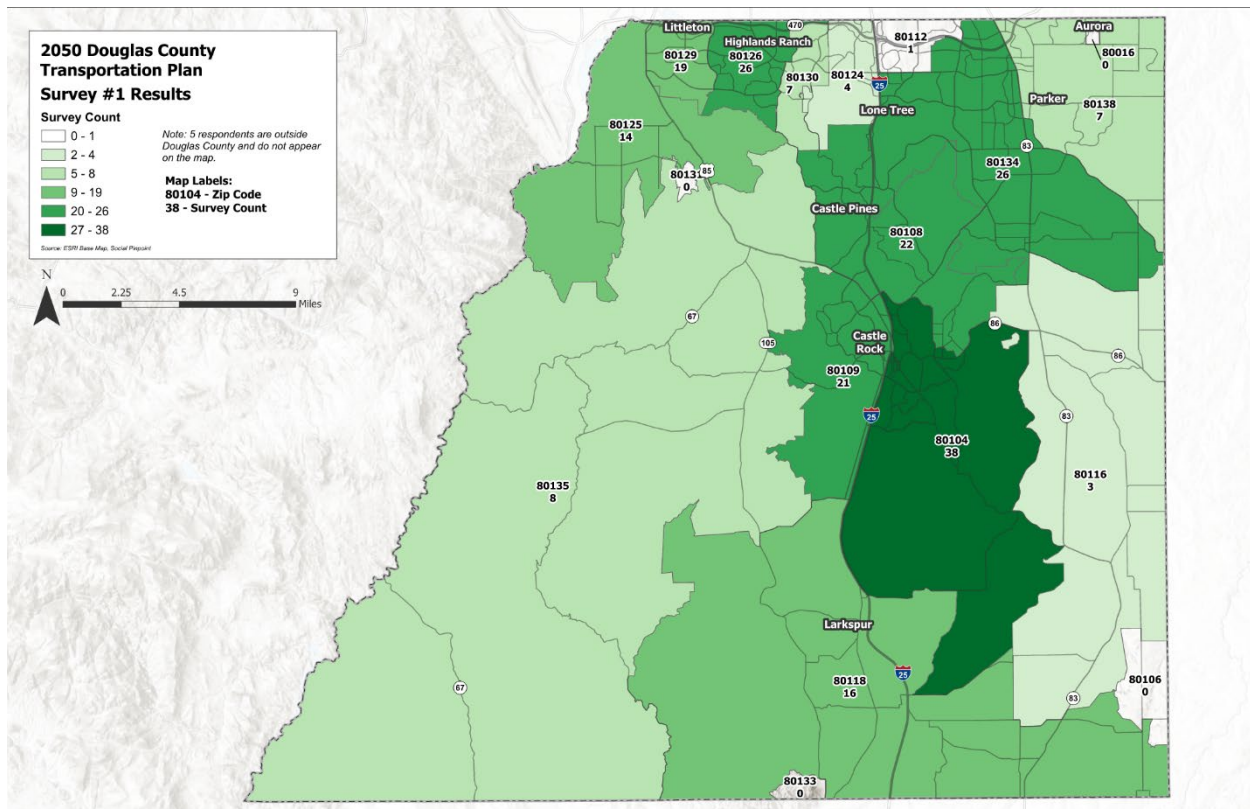 2050 Douglas County
Transportation Plan
Survey #1 Results
Survey Count
0 - 1
2 - 4
5 - 8
9 - 19
20 - 26
27 - 38
Note: 5 respondents are outside
Douglas County and do not appear
on the map.
Map Labels:
80104 - Zip Code
38 - Survey Count
Source: ESRI Base Map, Social Pinpoint
N
0 2.25 4.5 9
Miles
Littleton
470
Aurora
Highlands Ranch
80112
1
80016
0
80129
19
80126
26
80130
7
80124
4
25
Lone Tree
Parker
80138
7
80125
14
83
80134
26
80131
0
85
Castle Pines
80108
22
67
86
105
Castle
Rock
86
80109
21
25
83
80104
38
80116
3
80135
8
Larkspur
25
80118
16
67
83
80106
0
80133
0